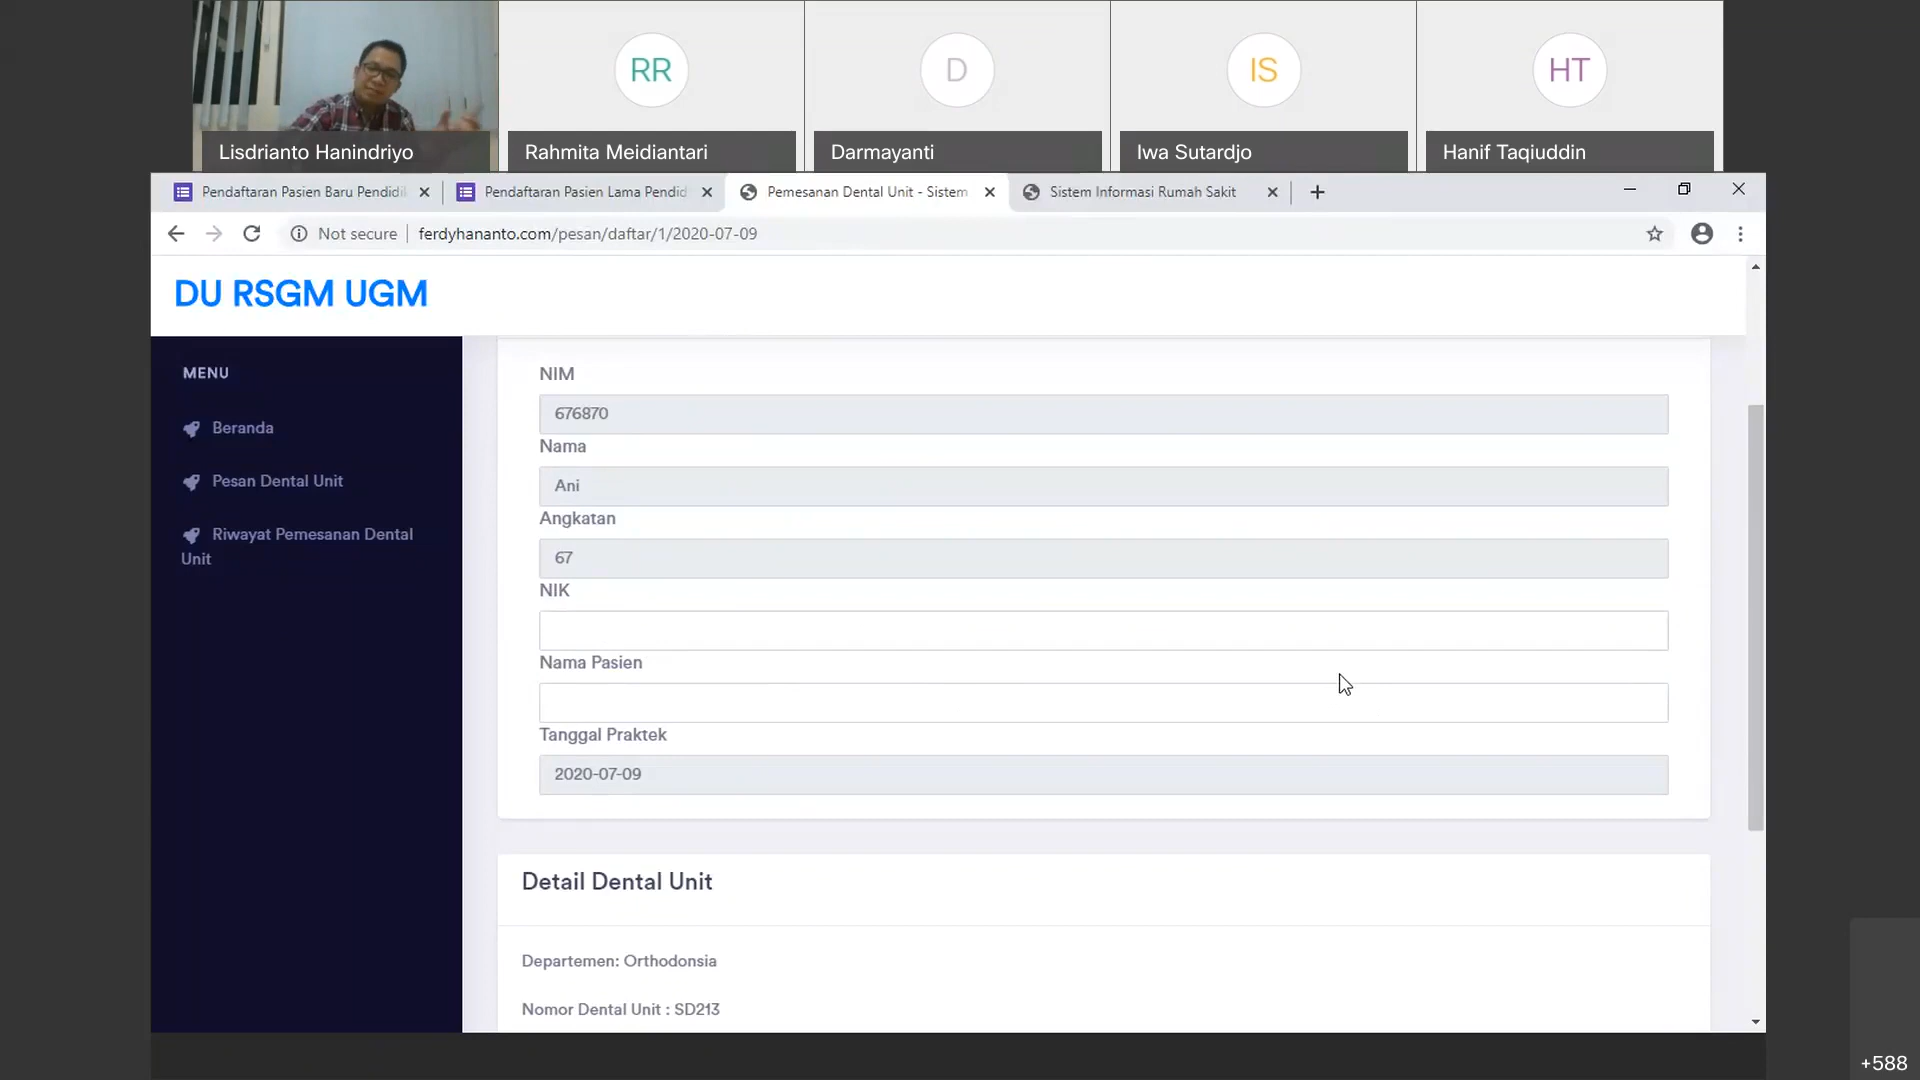 RR
D
IS
HT
Lisdrianto Hanindriyo
Rahmita Meidiantari
Darmayanti
Iwa Sutardjo
Hanif Taqiuddin
Pendaftaran Pasien Baru Pendidi
Pendaftaran Pasien Lama Pendid
Pemesanan Dental Unit - Sistem
Sistem Informasi Rumah Sakit
Not secure
ferdyhananto.com/pesan/daftar/1/2020-07-09
DU RSGM UGM
MENU
Beranda
Pesan Dental Unit
Riwayat Pemesanan Dental
Unit
NIM
676870
Nama
Ani
Angkatan
67
NIK
Nama Pasien
Tanggal Praktek
2020-07-09
Detail Dental Unit
Departemen: Orthodonsia
Nomor Dental Unit : SD213
+588